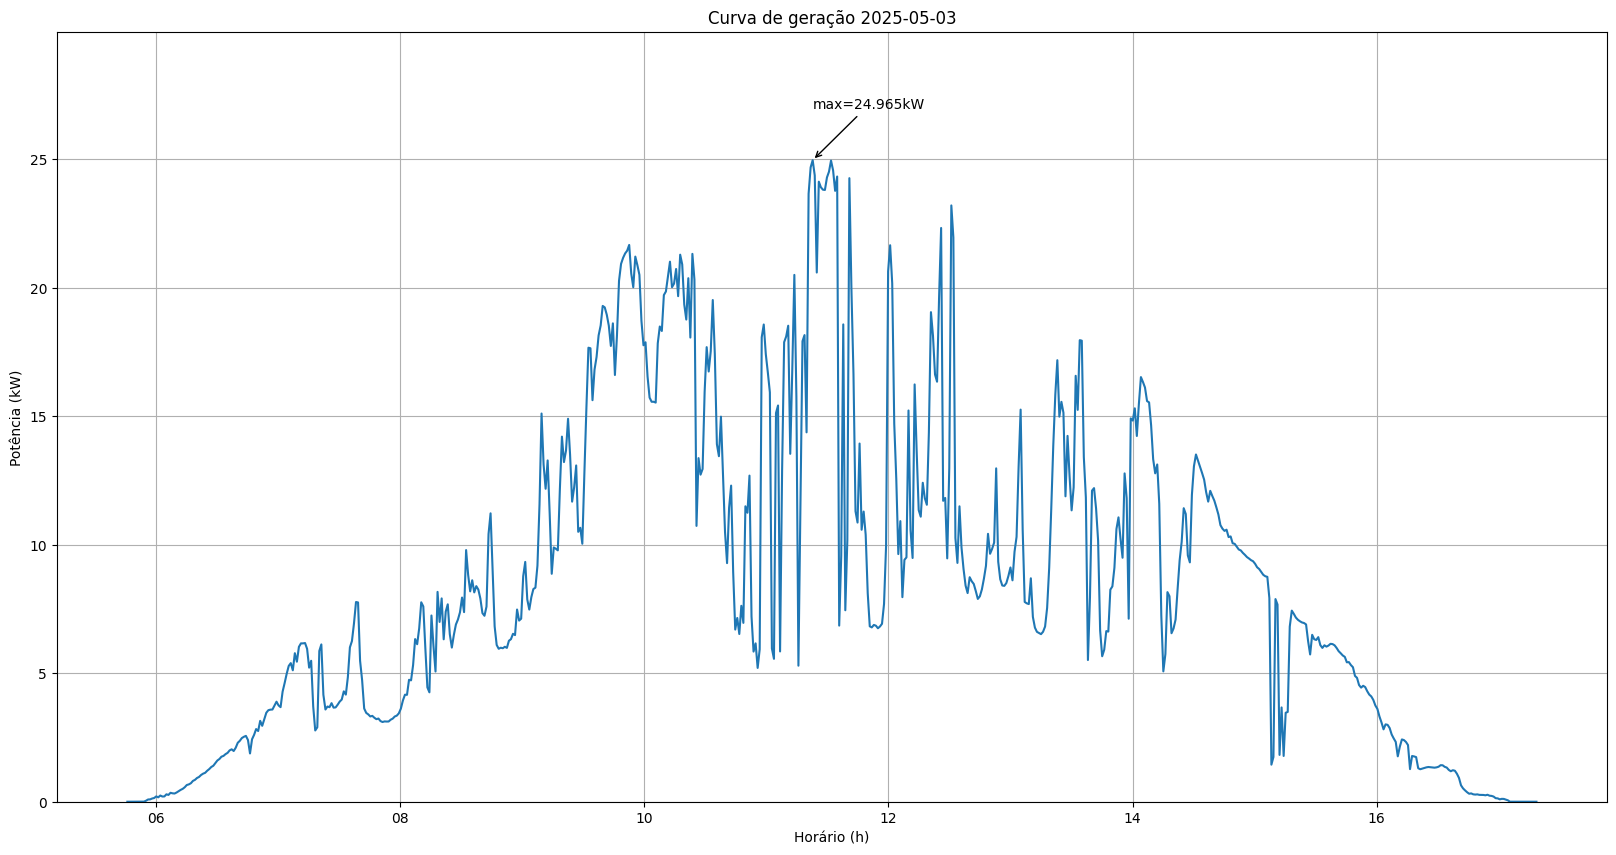 Curva de geração 2025-05-03
max=24.965kW
25
20
15
10
5
0
Potência (kW)
06 08 10 12 14 16
Horário (h)